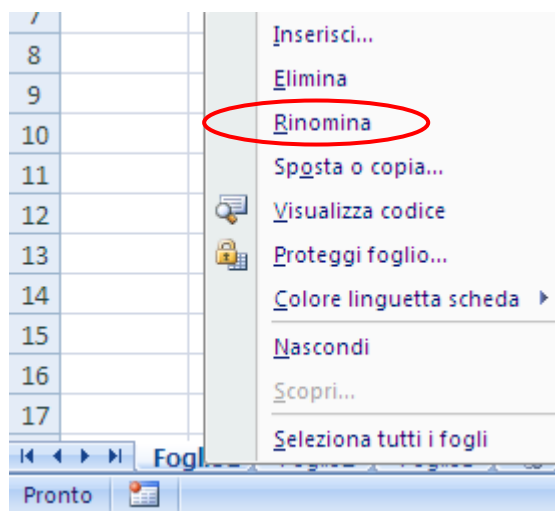 7
Inserisci...
8
Elimina
9
Rinomina
10
Sposta o copia...
11
12
Visualizza codice
13
Proteggi foglio...
14
Colore linguetta scheda
15
Nascondi
16
Scopri...
17
Seleziona tutti i fogli
Pronto